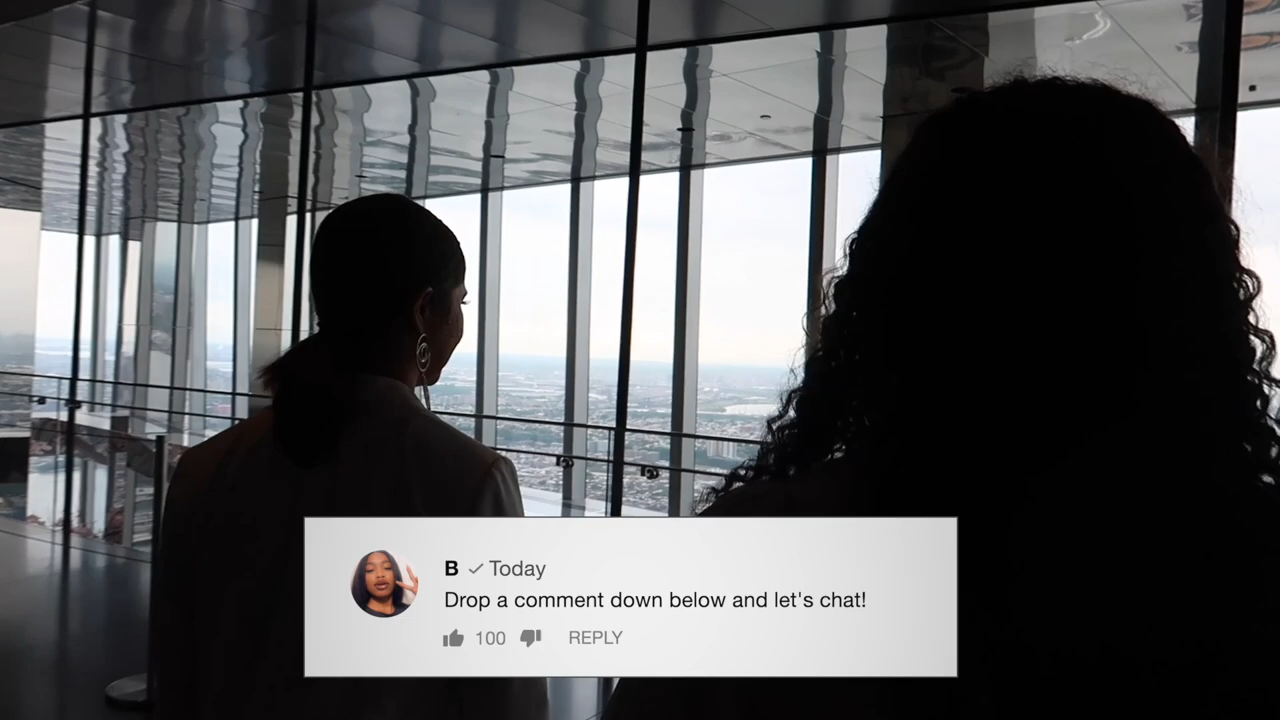 B ✓ Today
Drop a comment down below and let's chat!
100 REPLY